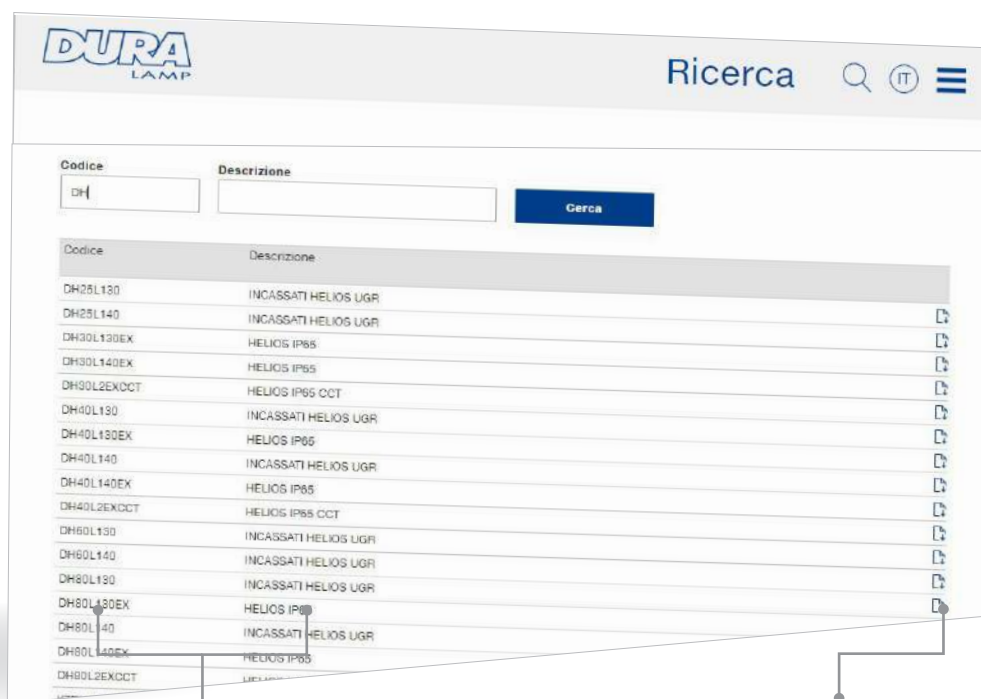 DURA
LAMP
Ricerca
IT
Codice Descrizione
DH
Cerca
Codice Descrizione
DH25L130 INCASSATI HELIOS UGR
DH25L140 INCASSATI HELIOS UGR
DH30L130EX HELIOS IP65
DH30L140EX HELIOS IP65
DH30L2EXCCT HELIOS IP65 CCT
DH40L130 INCASSATI HELIOS UGR
DH40L130EX HELIOS IP65
DH40L140 INCASSATI HELIOS UGR
DH40L140EX HELIOS IP65
DH40L2EXCCT HELIOS IP65 CCT
DH60L130 INCASSATI HELIOS UGR
DH60L140 INCASSATI HELIOS UGR
DH80L130 INCASSATI HELIOS UGR
DH80L130EX HELIOS
DH80L140 INCASSATI HELIOS UGR
DH80L140EX HELIOS IP65
DH80L2EXCCT